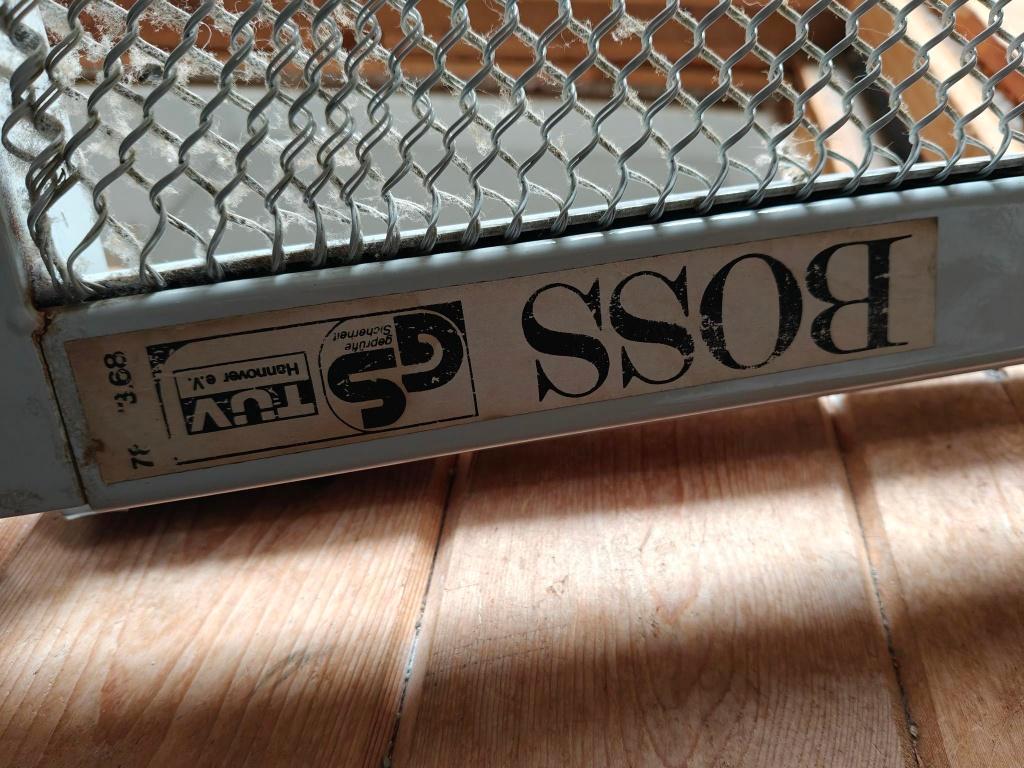 BOSS
GS
geprüfte
Sicherheit
TÜV
Hannover e.V.